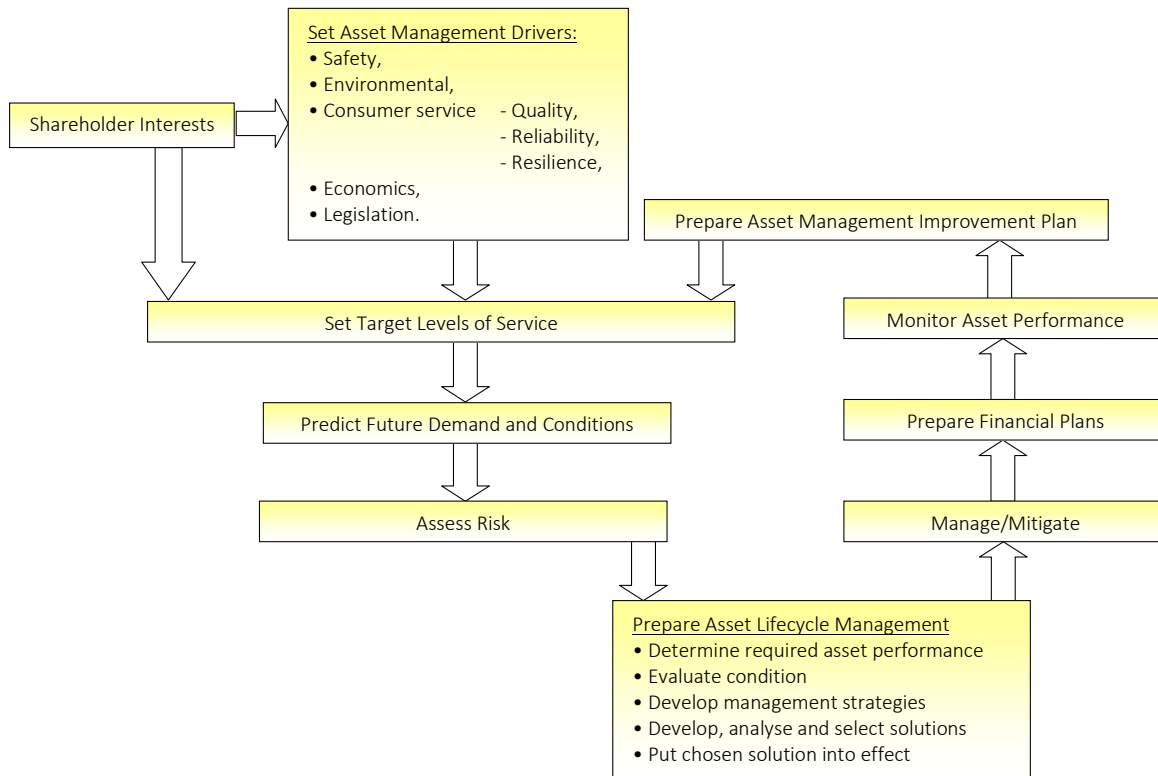 Set Asset Management Drivers:
• Safety,
• Environmental,
• Consumer service - Quality,
- Reliability,
- Resilience,
• Economics,
• Legislation.
Shareholder Interests
Prepare Asset Management Improvement Plan
Set Target Levels of Service
Monitor Asset Performance
Predict Future Demand and Conditions
Prepare Financial Plans
Assess Risk
Manage/Mitigate
Prepare Asset Lifecycle Management
• Determine required asset performance
• Evaluate condition
• Develop management strategies
• Develop, analyse and select solutions
• Put chosen solution into effect